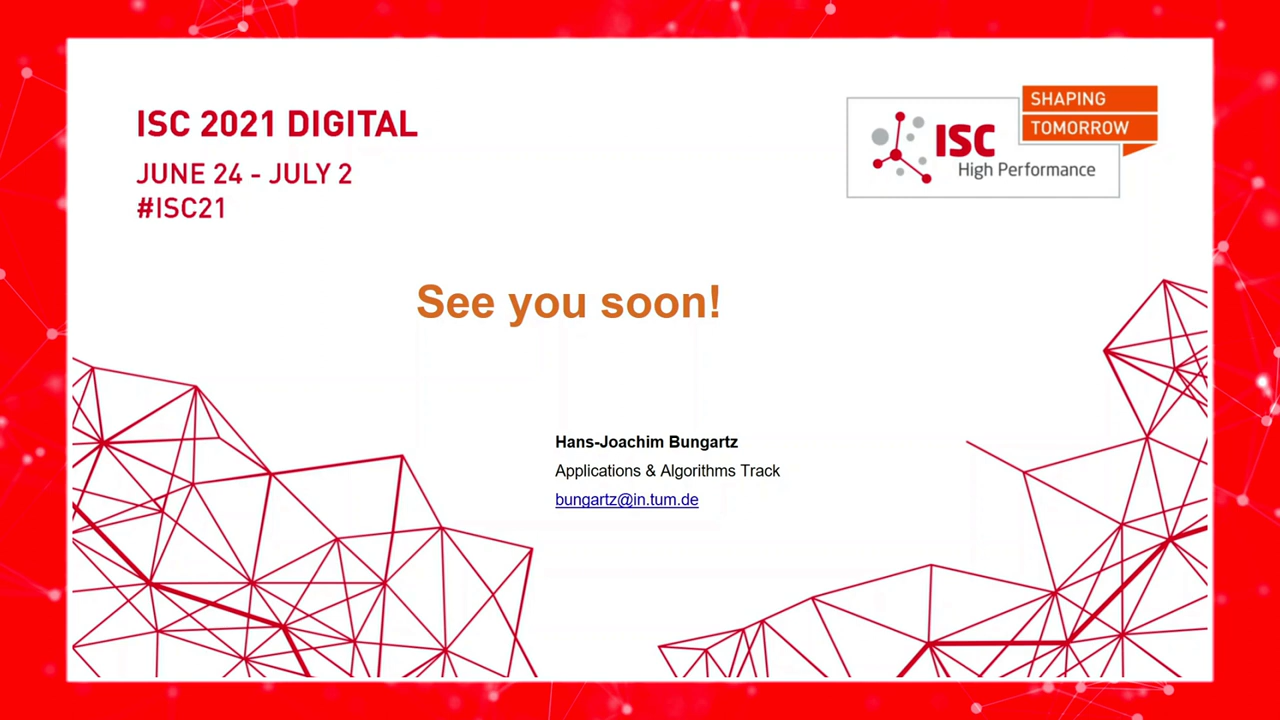 ISC 2021 DIGITAL
JUNE 24 - JULY 2
#ISC21
SHAPING
TOMORROW
ISC
High Performance
See you soon!
Hans-Joachim Bungartz
Applications & Algorithms Track
bungartz@in.tum.de